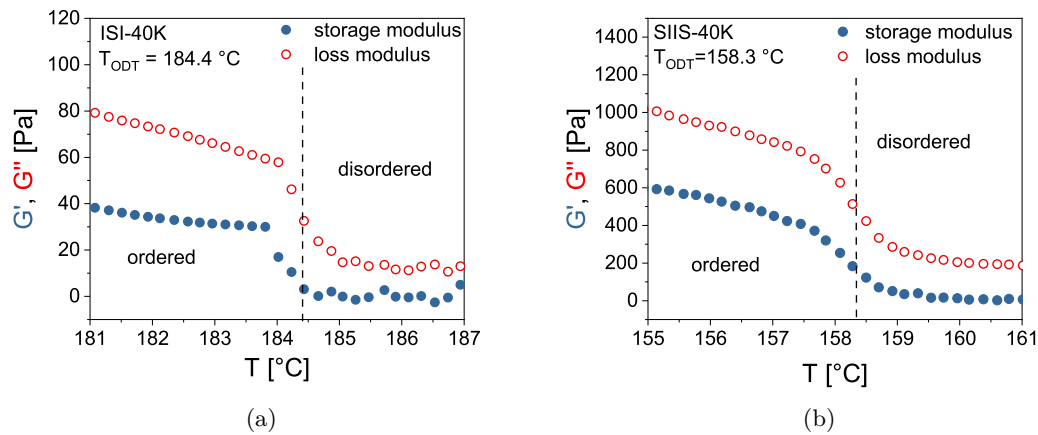 120
100
80
60
40
20
0
G', G'' [Pa]
ISI-40K
T_ODT = 184.4 °C
storage modulus
loss modulus
disordered
ordered
181 182 183 184 185 186 187
T [°C]
(a)
1400
1200
1000
800
600
400
200
0
G', G'' [Pa]
SIIS-40K
T_ODT=158.3 °C
storage modulus
loss modulus
disordered
ordered
155 156 157 158 159 160 161
T [°C]
(b)